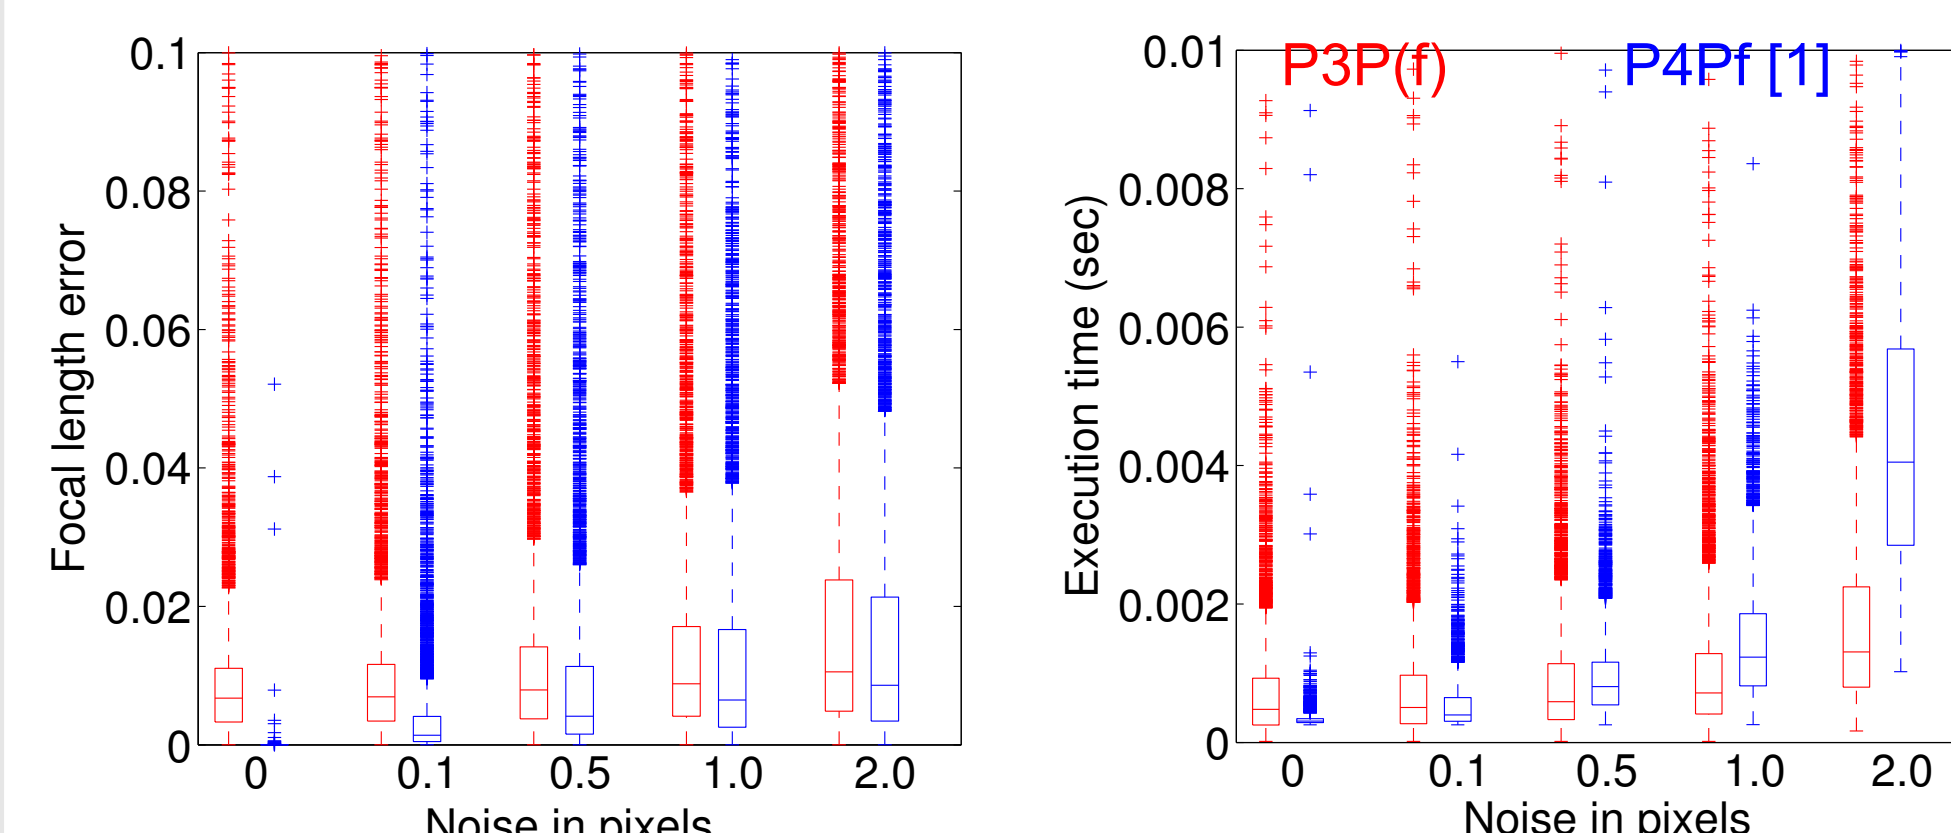 0.1
0.08
0.06
0.04
0.02
0
Focal length error
0 0.1 0.5 1.0 2.0
Noise in pixels
P3P(f) P4Pf [1]
0.01
0.008
0.006
0.004
0.002
0
Execution time (sec)
0 0.1 0.5 1.0 2.0
Noise in pixels